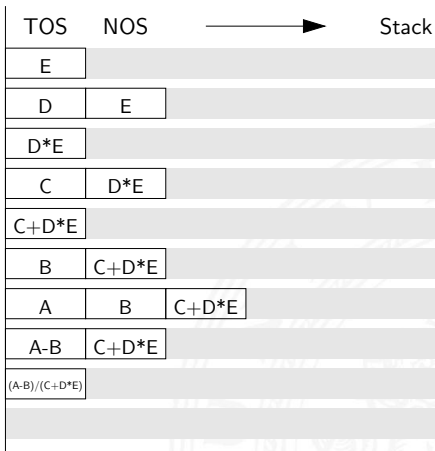 TOS NOS Stack
E
D E
D*E
C D*E
C+D*E
B C+D*E
A B C+D*E
A-B C+D*E
(A-B)/(C+D*E)